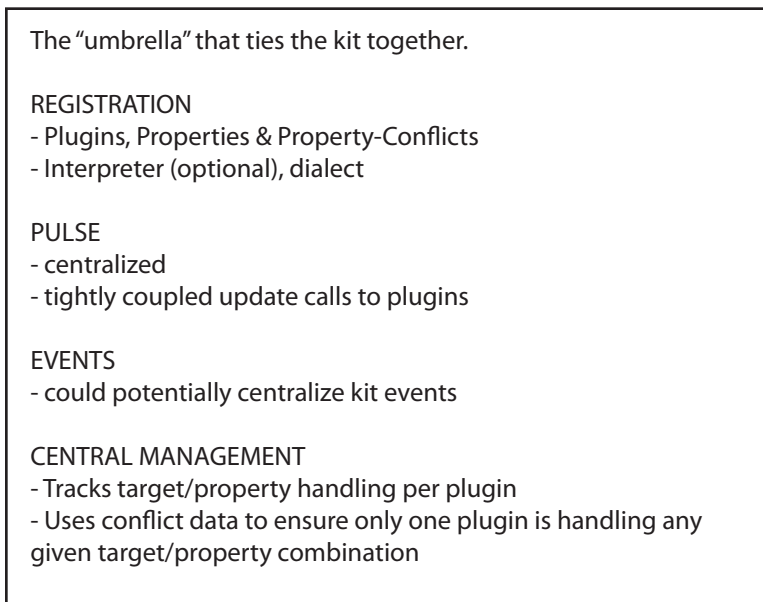 The “umbrella” that ties the kit together.
REGISTRATION
- Plugins, Properties & Property-Conflicts
- Interpreter (optional), dialect
PULSE
- centralized
- tightly coupled update calls to plugins
EVENTS
- could potentially centralize kit events
CENTRAL MANAGEMENT
- Tracks target/property handling per plugin
- Uses conflict data to ensure only one plugin is handling any
given target/property combination